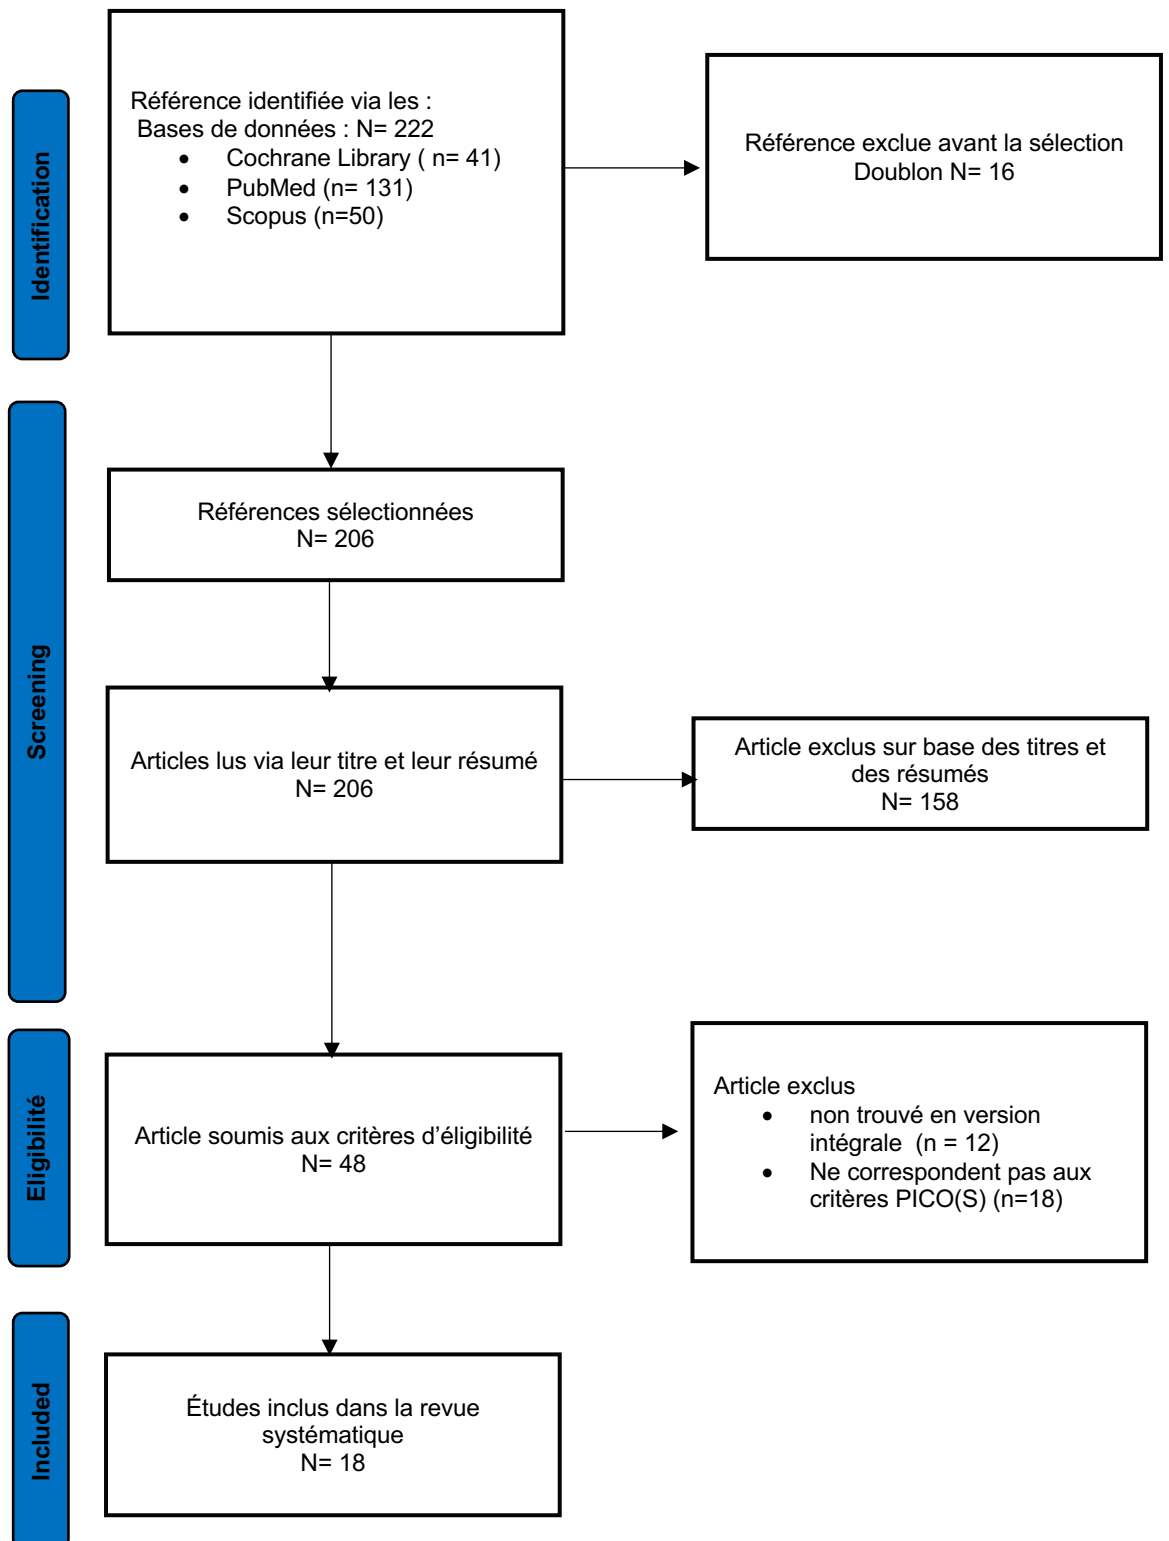 Identification
Référence identifiée via les :
Bases de données : N= 222
• Cochrane Library ( n= 41)
• PubMed (n= 131)
• Scopus (n=50)
Référence exclue avant la sélection
Doublon N= 16
Screening
Références sélectionnées
N= 206
Articles lus via leur titre et leur résumé
N= 206
Article exclus sur base des titres et
des résumés
N= 158
Eligibilité
Article soumis aux critères d'éligibilité
N= 48
Article exclus
• non trouvé en version
intégrale (n = 12)
• Ne correspondent pas aux
critères PICO(S) (n=18)
Included
Études inclus dans la revue
systématique
N= 18